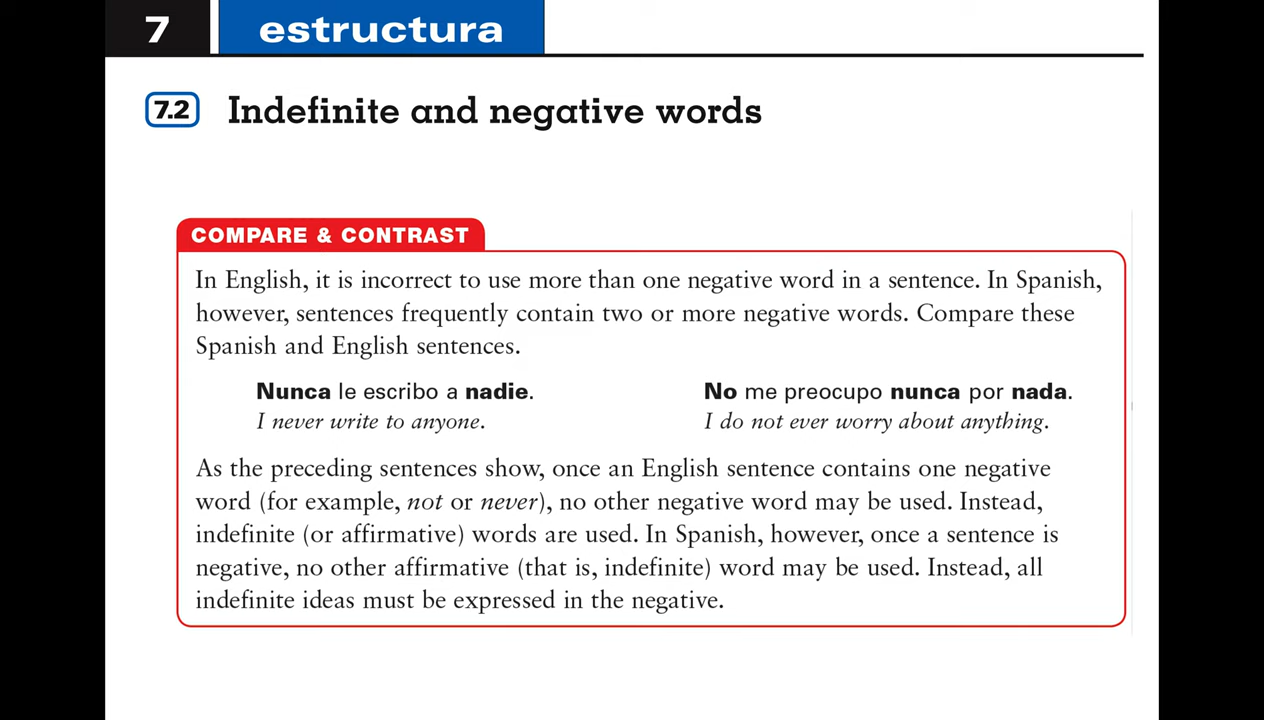 7 estructura
7.2 Indefinite and negative words
COMPARE & CONTRAST
In English, it is incorrect to use more than one negative word in a sentence. In Spanish,
however, sentences frequently contain two or more negative words. Compare these
Spanish and English sentences.
Nunca le escribo a nadie.
I never write to anyone.
No me preocupo nunca por nada.
I do not ever worry about anything.
As the preceding sentences show, once an English sentence contains one negative
word (for example, not or never), no other negative word may be used. Instead,
indefinite (or affirmative) words are used. In Spanish, however, once a sentence is
negative, no other affirmative (that is, indefinite) word may be used. Instead, all
indefinite ideas must be expressed in the negative.